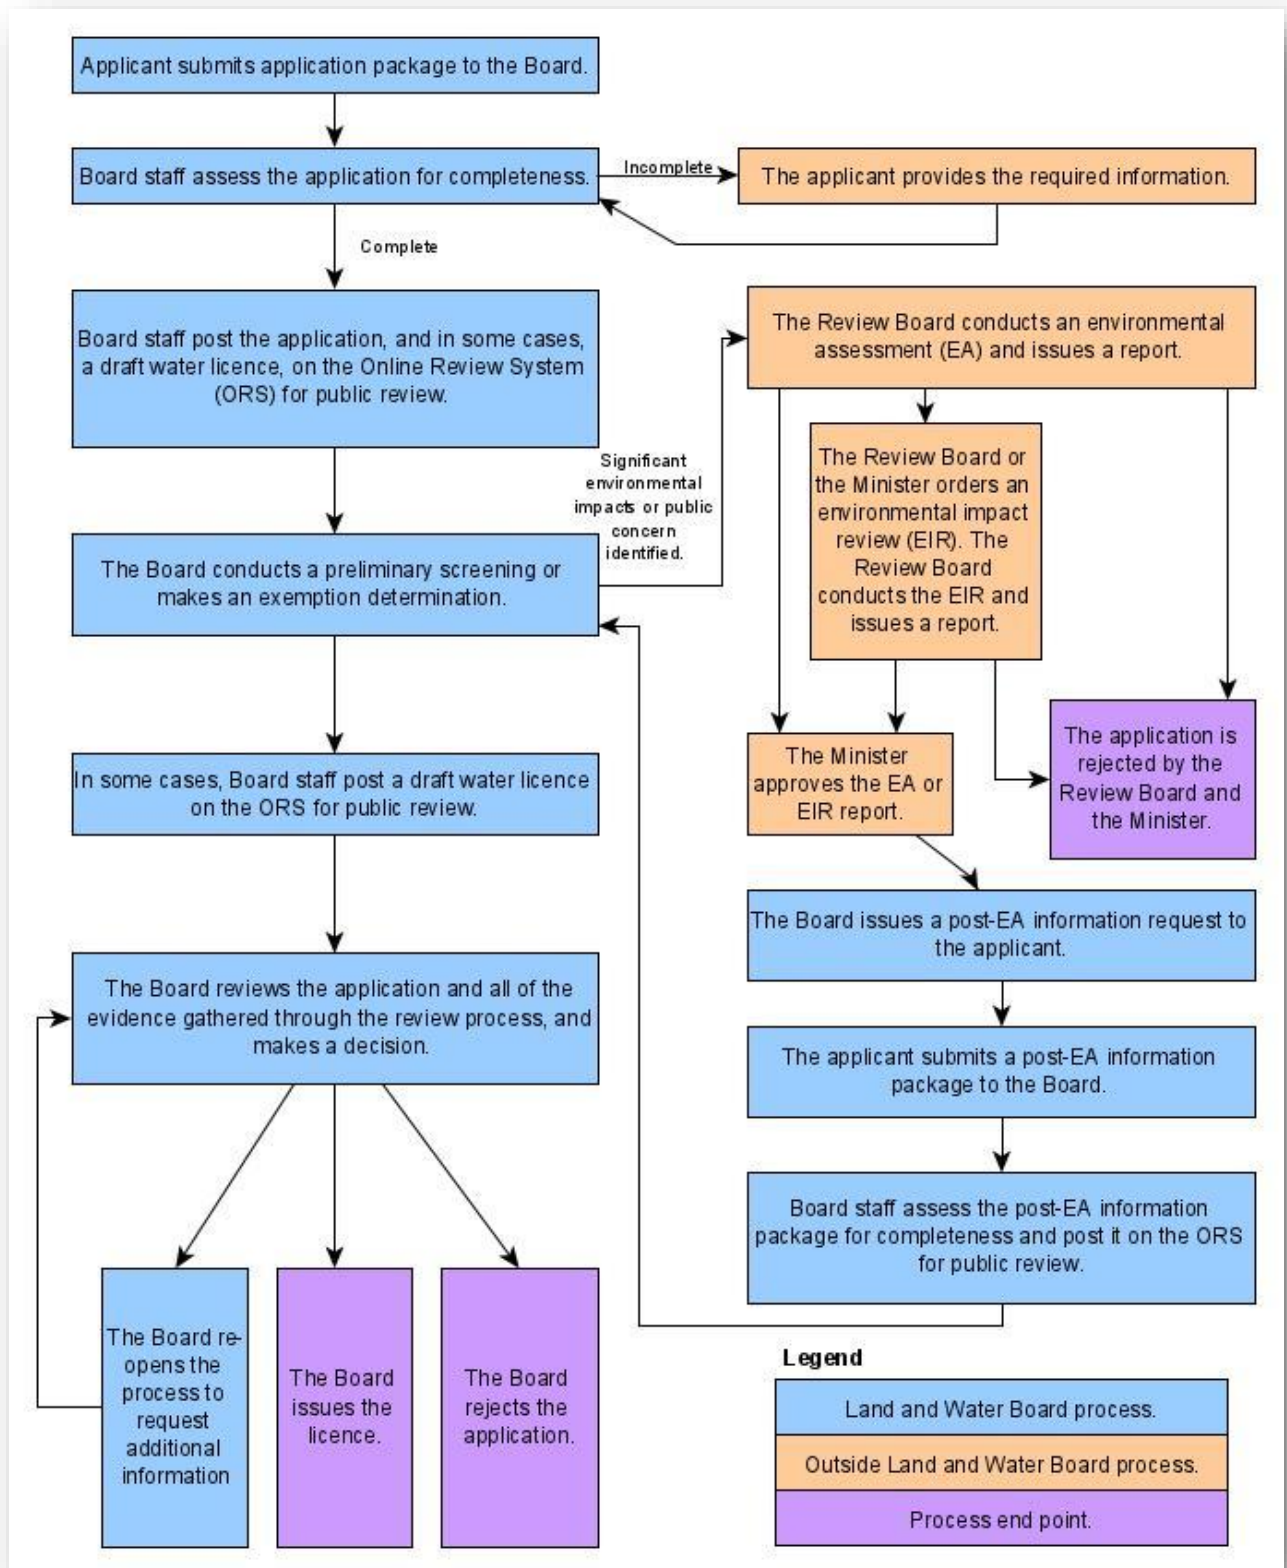 Applicant submits application package to the Board.
Board staff assess the application for completeness.
Incomplete
The applicant provides the required information.
Complete
Board staff post the application, and in some cases,
a draft water licence, on the Online Review System
(ORS) for public review.
The Review Board conducts an environmental
assessment (EA) and issues a report.
Significant
environmental
impacts or public
concern
identified.
The Review Board or
the Minister orders an
environmental impact
review (EIR). The
Review Board
conducts the EIR and
issues a report.
The Board conducts a preliminary screening or
makes an exemption determination.
The application is
rejected by the
Review Board and
the Minister.
The Minister
approves the EA or
EIR report.
In some cases, Board staff post a draft water licence
on the ORS for public review.
The Board issues a post-EA information request to
the applicant.
The Board reviews the application and all of the
evidence gathered through the review process, and
makes a decision.
The applicant submits a post-EA information
package to the Board.
Board staff assess the post-EA information
package for completeness and post it on the ORS
for public review.
The Board re-
opens the
process to
request
additional
information
The Board
issues the
licence.
The Board
rejects the
application.
Legend
Land and Water Board process.
Outside Land and Water Board process.
Process end point.